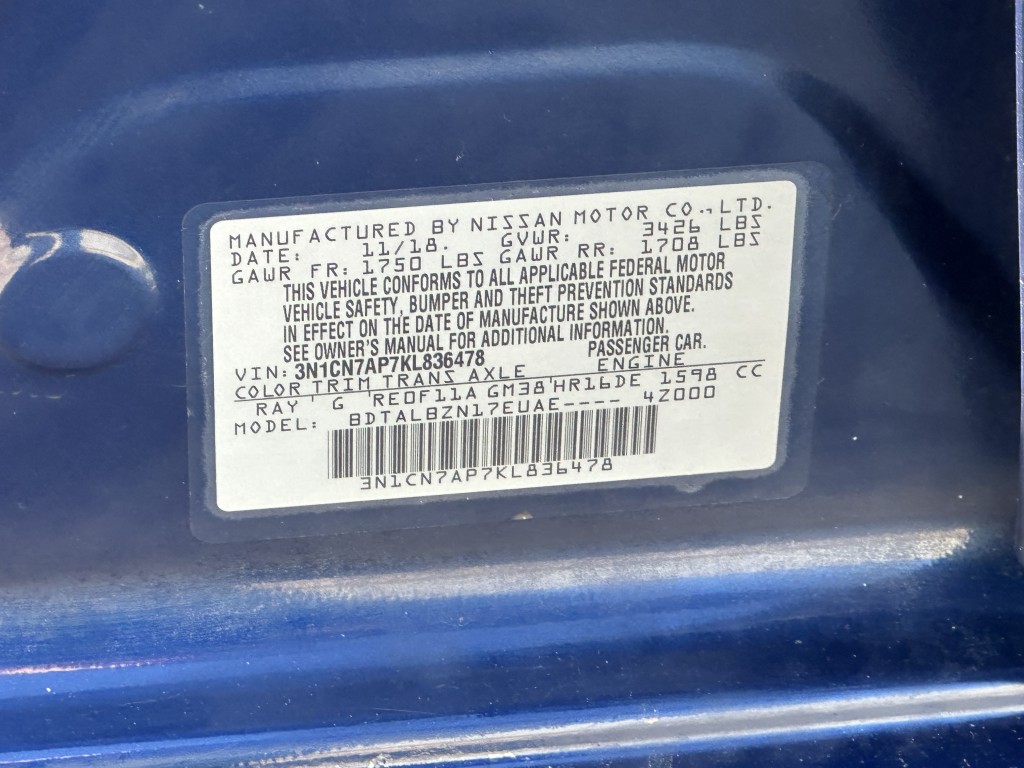 MANUFACTURED BY NISSAN MOTOR CO., LTD.
DATE: 11/18. GVWR: 3426 LBS
GAWR FR: 1750 LBS GAWR RR: 1708 LBS
THIS VEHICLE CONFORMS TO ALL APPLICABLE FEDERAL MOTOR
VEHICLE SAFETY, BUMPER AND THEFT PREVENTION STANDARDS
IN EFFECT ON THE DATE OF MANUFACTURE SHOWN ABOVE.
SEE OWNER'S MANUAL FOR ADDITIONAL INFORMATION.
VIN: 3N1CN7AP7KL836478 PASSENGER CAR.
COLOR TRIM TRANS AXLE ENGINE
RAY ' G 'RE0F11A GM38'HR16DE 1598 CC
MODEL: BDTALBZN17EUAE---- 4Z000
3N1CN7AP7KL836478